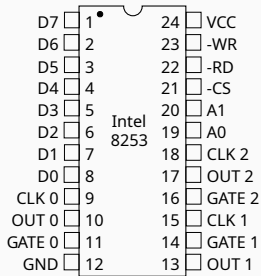 D7 1 24 VCC
D6 2 23 -WR
D5 3 22 -RD
D4 4 21 -CS
D3 5 20 A1
Intel
D2 6 19 A0
8253
D1 7 18 CLK 2
D0 8 17 OUT 2
CLK 0 9 16 GATE 2
OUT 0 10 15 CLK 1
GATE 0 11 14 GATE 1
GND 12 13 OUT 1